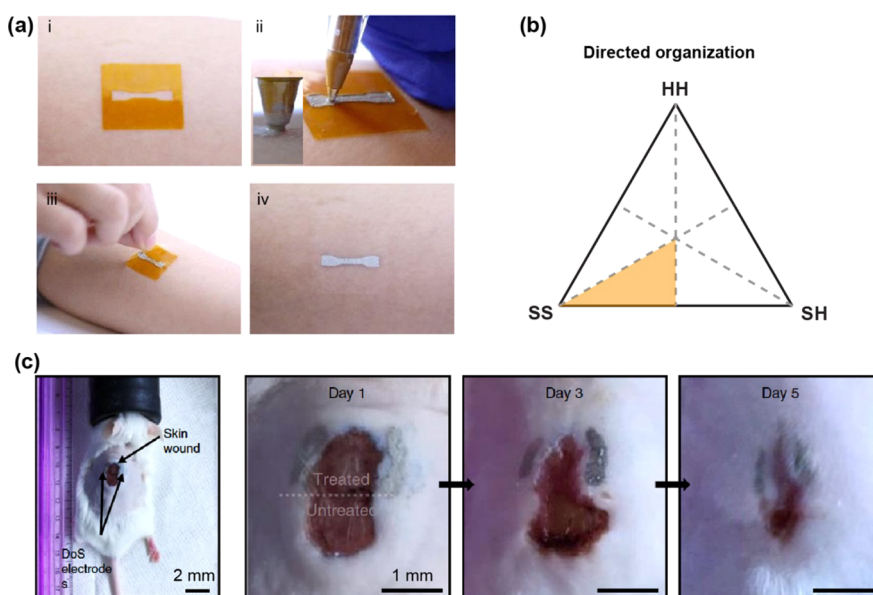 (a)
i
ii
iii
iv
(b)
Directed organization
HH
SS
SH
(c)
Skin
wound
DoS
electrode
s
2 mm
Day 1
Treated
Untreated
1 mm
Day 3
Day 5